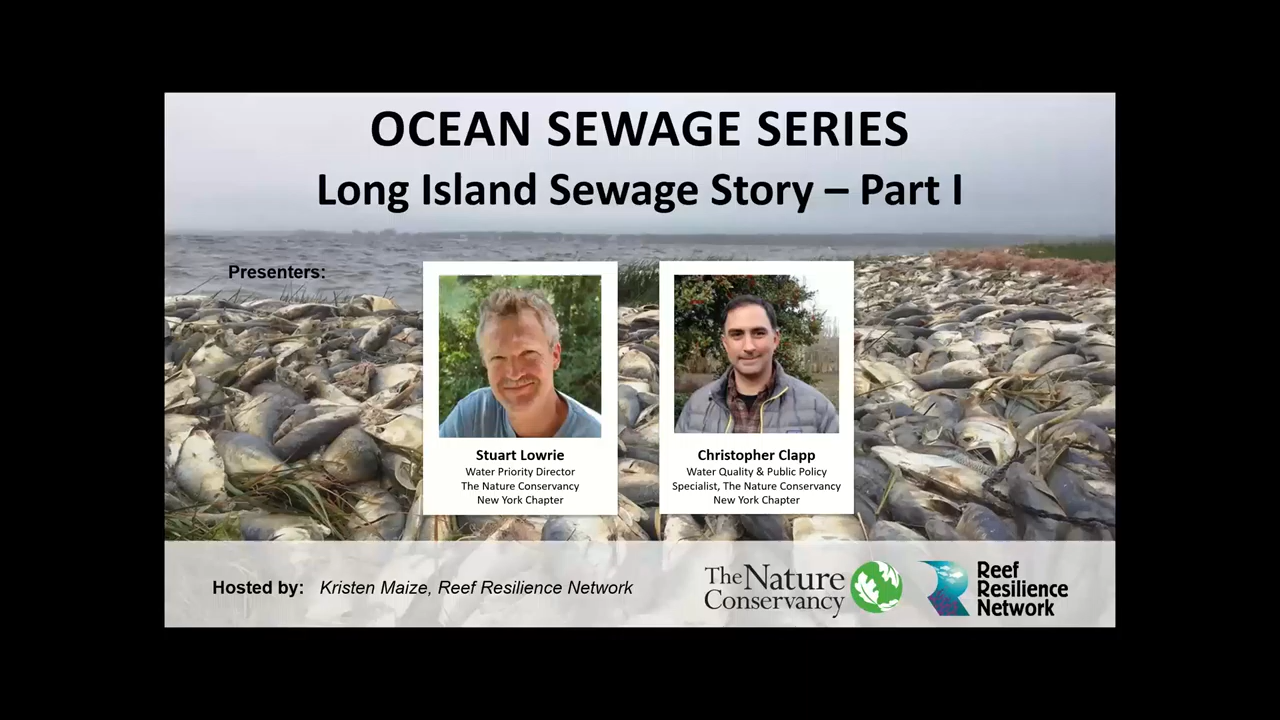 OCEAN SEWAGE SERIES
Long Island Sewage Story – Part I
Presenters:
Stuart Lowrie
Water Priority Director
The Nature Conservancy
New York Chapter
Christopher Clapp
Water Quality & Public Policy
Specialist, The Nature Conservancy
New York Chapter
Hosted by: Kristen Maize, Reef Resilience Network
The Nature
Conservancy
Reef
Resilience
Network